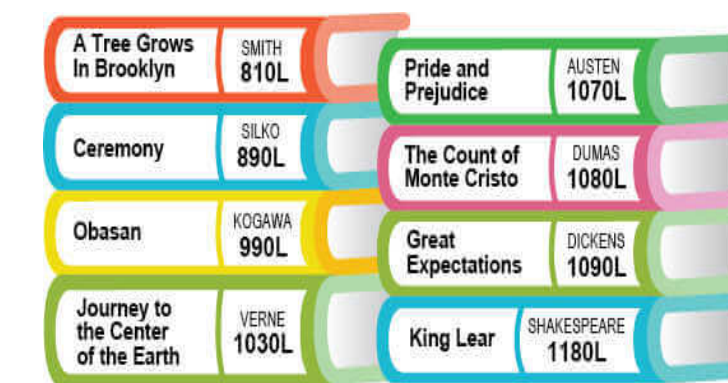 A Tree Grows
In Brooklyn
SMITH
810L
Ceremony
SILKO
890L
Obasan
KOGAWA
990L
Journey to
the Center
of the Earth
VERNE
1030L
Pride and
Prejudice
AUSTEN
1070L
The Count of
Monte Cristo
DUMAS
1080L
Great
Expectations
DICKENS
1090L
King Lear
SHAKESPEARE
1180L